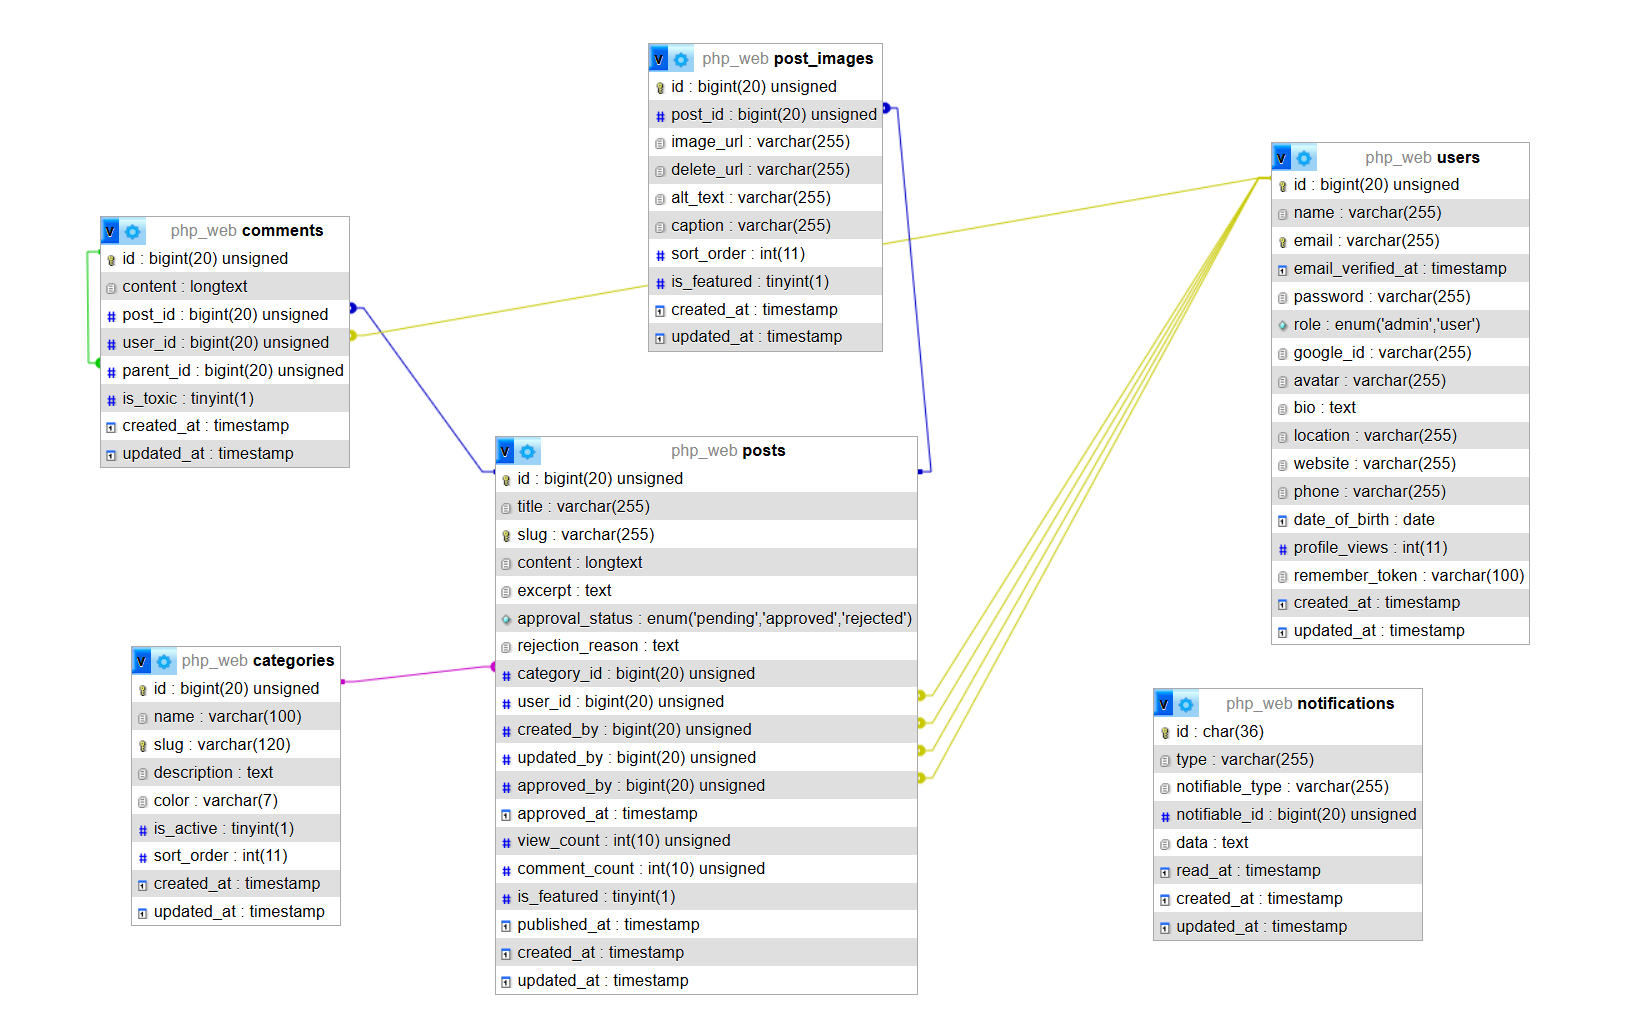 v php_web post_images
id : bigint(20) unsigned
post_id : bigint(20) unsigned
image_url : varchar(255)
delete_url : varchar(255)
alt_text : varchar(255)
caption : varchar(255)
sort_order : int(11)
is_featured : tinyint(1)
created_at : timestamp
updated_at : timestamp
v php_web users
id : bigint(20) unsigned
name : varchar(255)
email : varchar(255)
email_verified_at : timestamp
password : varchar(255)
role : enum('admin','user')
google_id : varchar(255)
avatar : varchar(255)
bio : text
location : varchar(255)
website : varchar(255)
phone : varchar(255)
date_of_birth : date
profile_views : int(11)
remember_token : varchar(100)
created_at : timestamp
updated_at : timestamp
v php_web comments
id : bigint(20) unsigned
content : longtext
post_id : bigint(20) unsigned
user_id : bigint(20) unsigned
parent_id : bigint(20) unsigned
is_toxic : tinyint(1)
created_at : timestamp
updated_at : timestamp
v php_web posts
id : bigint(20) unsigned
title : varchar(255)
slug : varchar(255)
content : longtext
excerpt : text
approval_status : enum('pending','approved','rejected')
rejection_reason : text
category_id : bigint(20) unsigned
user_id : bigint(20) unsigned
created_by : bigint(20) unsigned
updated_by : bigint(20) unsigned
approved_by : bigint(20) unsigned
approved_at : timestamp
view_count : int(10) unsigned
comment_count : int(10) unsigned
is_featured : tinyint(1)
published_at : timestamp
created_at : timestamp
updated_at : timestamp
v php_web categories
id : bigint(20) unsigned
name : varchar(100)
slug : varchar(120)
description : text
color : varchar(7)
is_active : tinyint(1)
sort_order : int(11)
created_at : timestamp
updated_at : timestamp
v php_web notifications
id : char(36)
type : varchar(255)
notifiable_type : varchar(255)
notifiable_id : bigint(20) unsigned
data : text
read_at : timestamp
created_at : timestamp
updated_at : timestamp